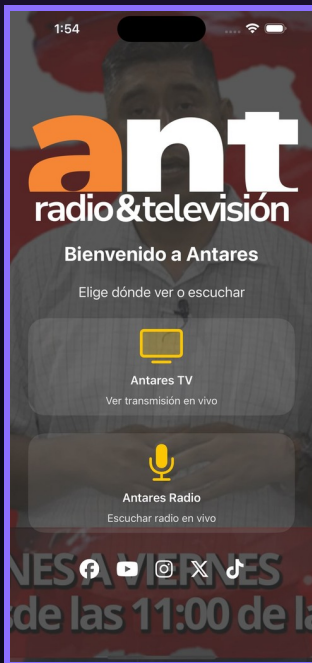 1:54
ant
radio&televisión
Bienvenido a Antares
Elige dónde ver o escuchar
Antares TV
Ver transmisión en vivo
Antares Radio
Escuchar radio en vivo
NES A VIERNES
de las 11:00 de la